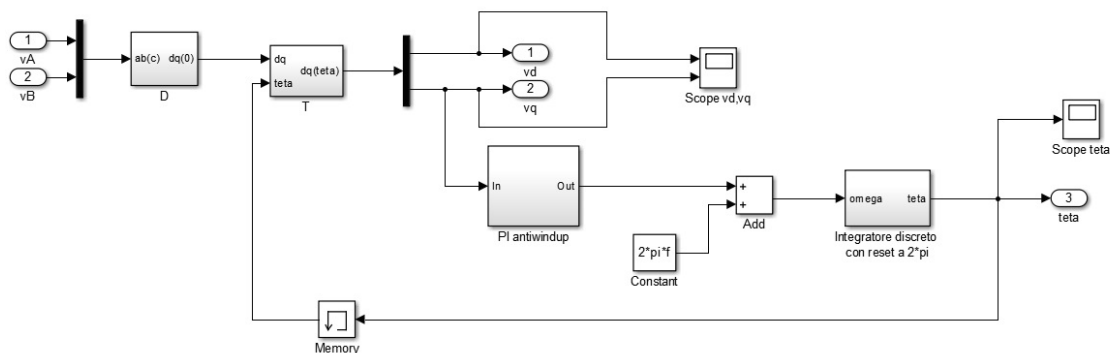 1
vA
2
vB
ab(c) dq(0)
D
dq
teta
dq(teta)
T
1
vd
2
vq
Scope vd,vq
In Out
PI antiwindup
2*pi*f
Constant
+
+
Add
omega teta
Integratore discreto
con reset a 2*pi
Scope teta
3
teta
Memory